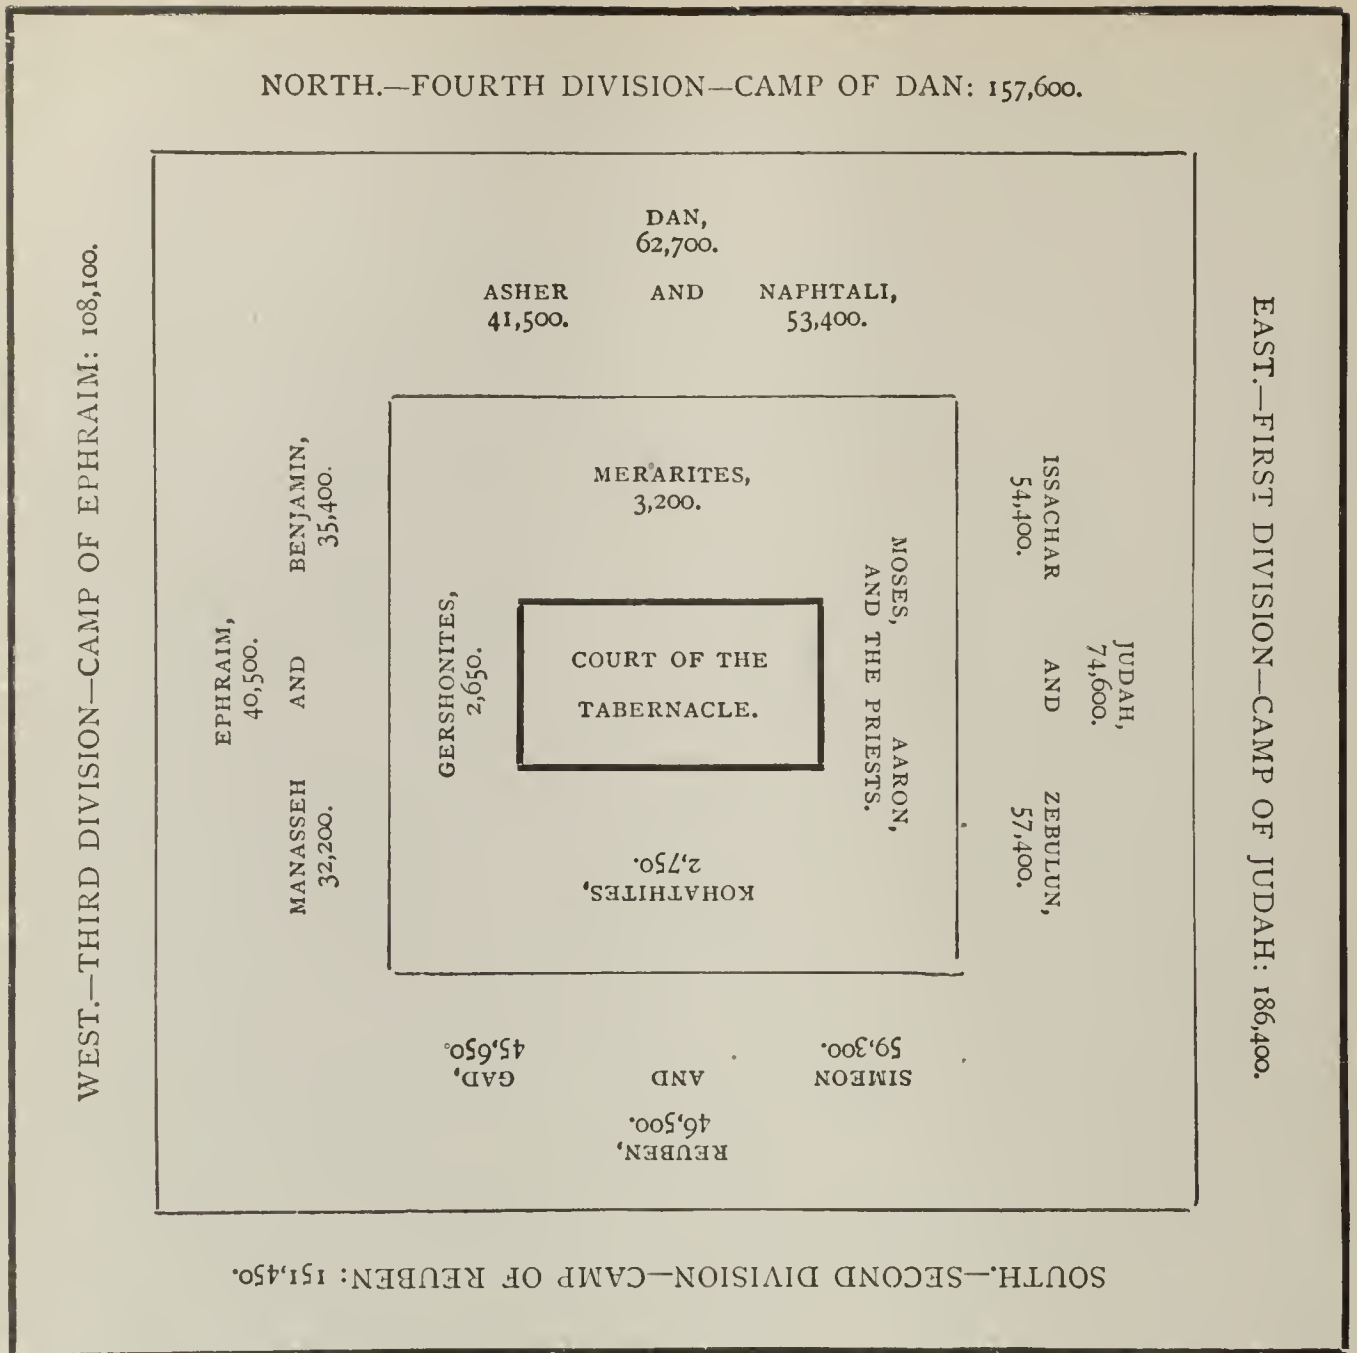 NORTH.—FOURTH DIVISION—CAMP OF DAN: 157,600.
DAN,
62,700.
ASHER AND NAPHTALI,
41,500. 53,400.
WEST.—THIRD DIVISION—CAMP OF EPHRAIM: 108,100.
EPHRAIM,
40,500.
MANASSEH AND BENJAMIN,
32,200. 35,400.
MERARITES,
3,200.
GERSHONITES,
2,650.
COURT OF THE
TABERNACLE.
MOSES, AARON,
AND THE PRIESTS.
KOHATHITES,
2,750.
EAST.—FIRST DIVISION—CAMP OF JUDAH: 186,400.
JUDAH,
74,600.
ISSACHAR AND ZEBULUN,
54,400. 57,400.
REUBEN,
46,500.
SIMEON AND GAD,
59,300. 45,650.
SOUTH.—SECOND DIVISION—CAMP OF REUBEN: 151,450.